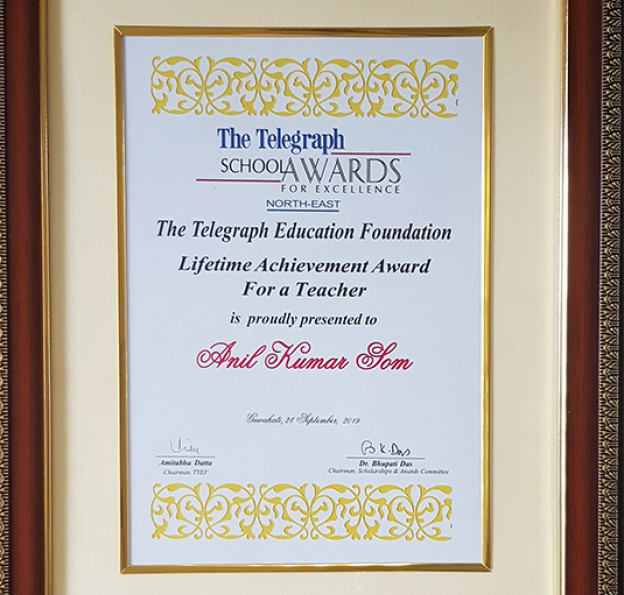 The Telegraph
SCHOOL AWARDS
FOR EXCELLENCE
NORTH-EAST
The Telegraph Education Foundation
Lifetime Achievement Award
For a Teacher
is proudly presented to
Anil Kumar Som
Guwahati, 28 September, 2019
B.K. Das
Amitabha Datta
Dr. Bhupati Das
Chairman, TTEF
Chairman, Scholarships & Awards Committee